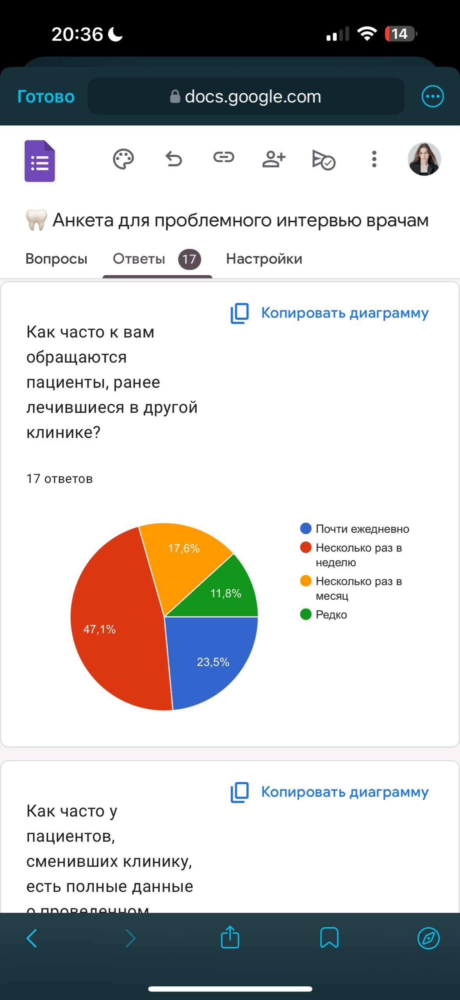 20:36
14
Готово
docs.google.com
🦷 Анкета для проблемного интервью врачам
Вопросы Ответы 17 Настройки
Копировать диаграмму
Как часто к вам
обращаются
пациенты, ранее
лечившиеся в другой
клинике?
17 ответов
17,6%
11,8%
47,1%
23,5%
Почти ежедневно
Несколько раз в
неделю
Несколько раз в
месяц
Редко
Копировать диаграмму
Как часто у
пациентов,
сменивших клинику,
есть полные данные
о проведенном